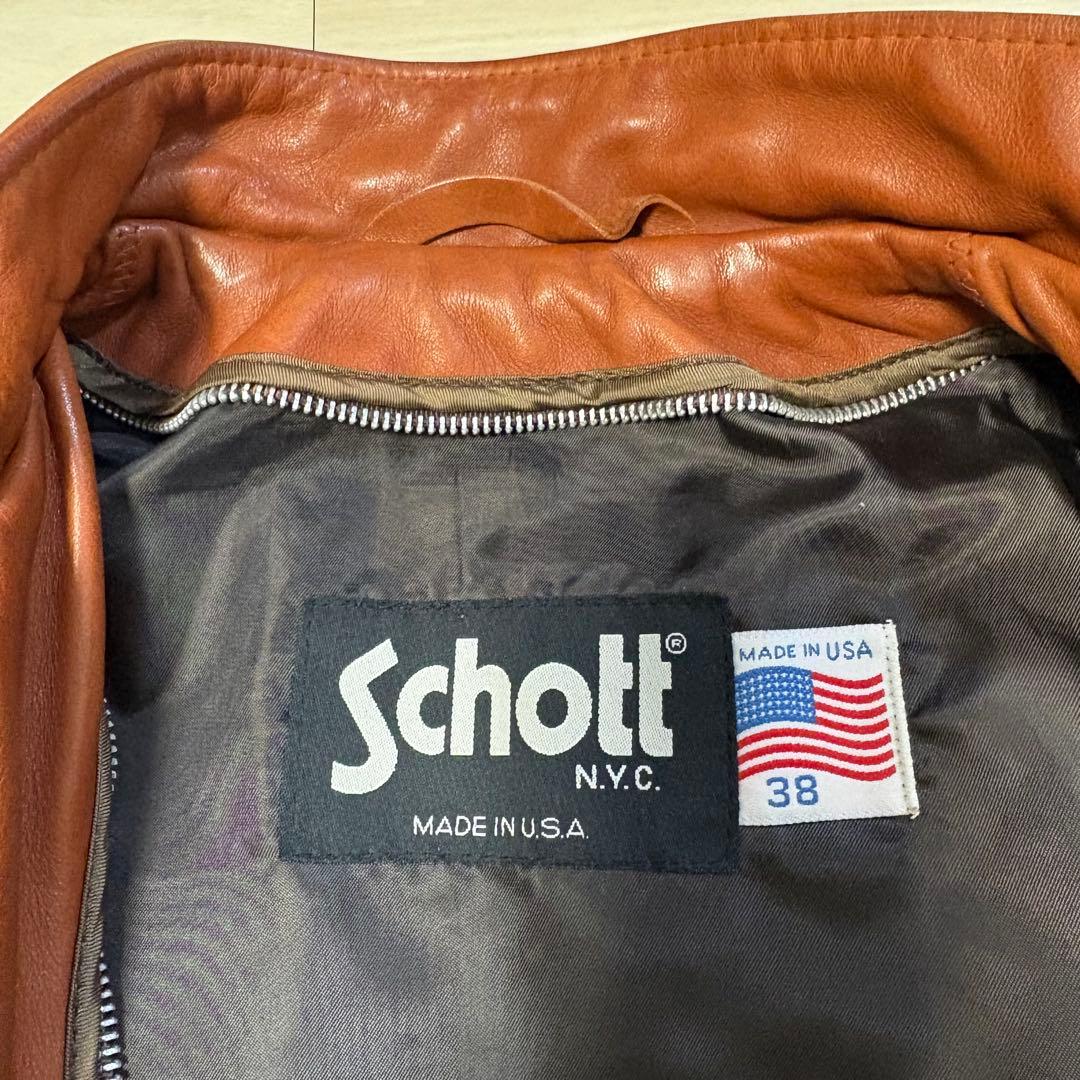 Schott®
N.Y.C.
MADE IN U.S.A.
MADE IN USA
38